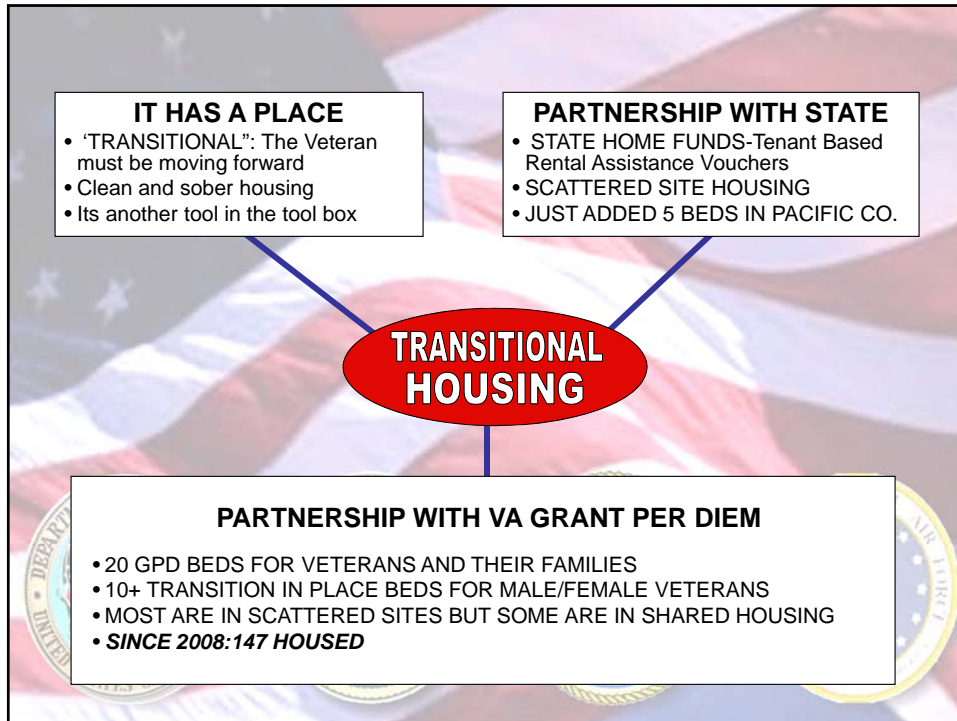 IT HAS A PLACE
• ‘TRANSITIONAL”: The Veteran
must be moving forward
• Clean and sober housing
• Its another tool in the tool box
PARTNERSHIP WITH STATE
• STATE HOME FUNDS-Tenant Based
Rental Assistance Vouchers
• SCATTERED SITE HOUSING
• JUST ADDED 5 BEDS IN PACIFIC CO.
TRANSITIONAL
HOUSING
PARTNERSHIP WITH VA GRANT PER DIEM
• 20 GPD BEDS FOR VETERANS AND THEIR FAMILIES
• 10+ TRANSITION IN PLACE BEDS FOR MALE/FEMALE VETERANS
• MOST ARE IN SCATTERED SITES BUT SOME ARE IN SHARED HOUSING
• SINCE 2008:147 HOUSED